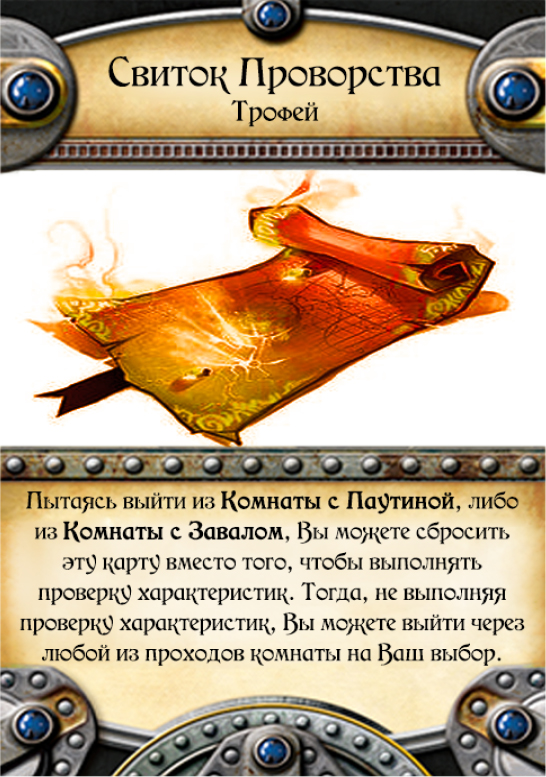 Свиток Проворства
Трофей
Пытаясь выйти из Комнаты с Паутиной, либо
из Комнаты с Завалом, Вы можете сбросить
эту карту вместо того, чтобы выполнять
проверку характеристик. Тогда, не выполняя
проверку характеристик, Вы можете выйти через
любой из проходов комнаты на Ваш выбор.